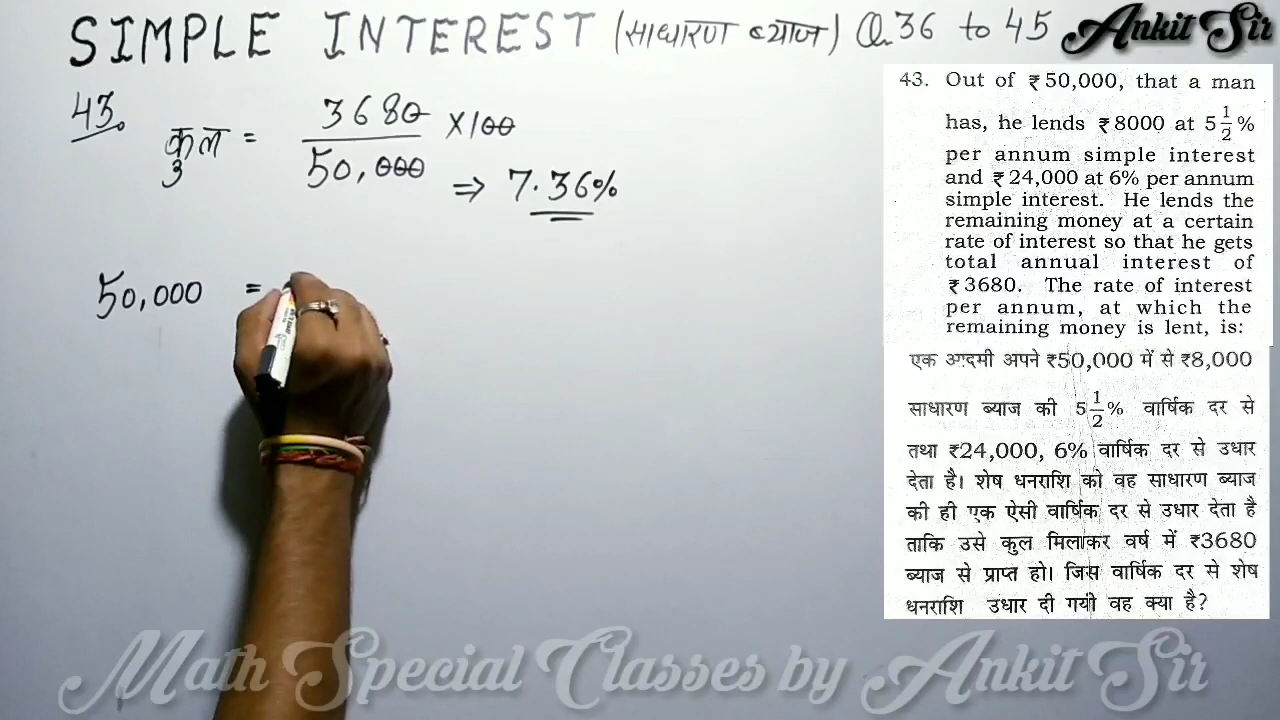 SIMPLE INTEREST (साधारण ब्याज) Q.36 to 45 Ankit Sir
43.
कुल = 3680/50,000 ×100
3
⇒ 7.36%
50,000 =
43. Out of ₹50,000, that a man
has, he lends ₹8000 at 5 1/2 %
per annum simple interest
and ₹24,000 at 6% per annum
simple interest. He lends the
remaining money at a certain
rate of interest so that he gets
total annual interest of
₹3680. The rate of interest
per annum, at which the
remaining money is lent, is:
एक आदमी अपने ₹50,000 में से ₹8,000
साधारण ब्याज की 5 1/2 % वार्षिक दर से
तथा ₹24,000, 6% वार्षिक दर से उधार
देता है। शेष धनराशि को वह साधारण ब्याज
की ही एक ऐसी वार्षिक दर से उधार देता है
ताकि उसे कुल मिलाकर वर्ष में ₹3680
ब्याज से प्राप्त हो। जिस वार्षिक दर से शेष
धनराशि उधार दी गयी वह क्या है?
Math Special Classes by Ankit Sir